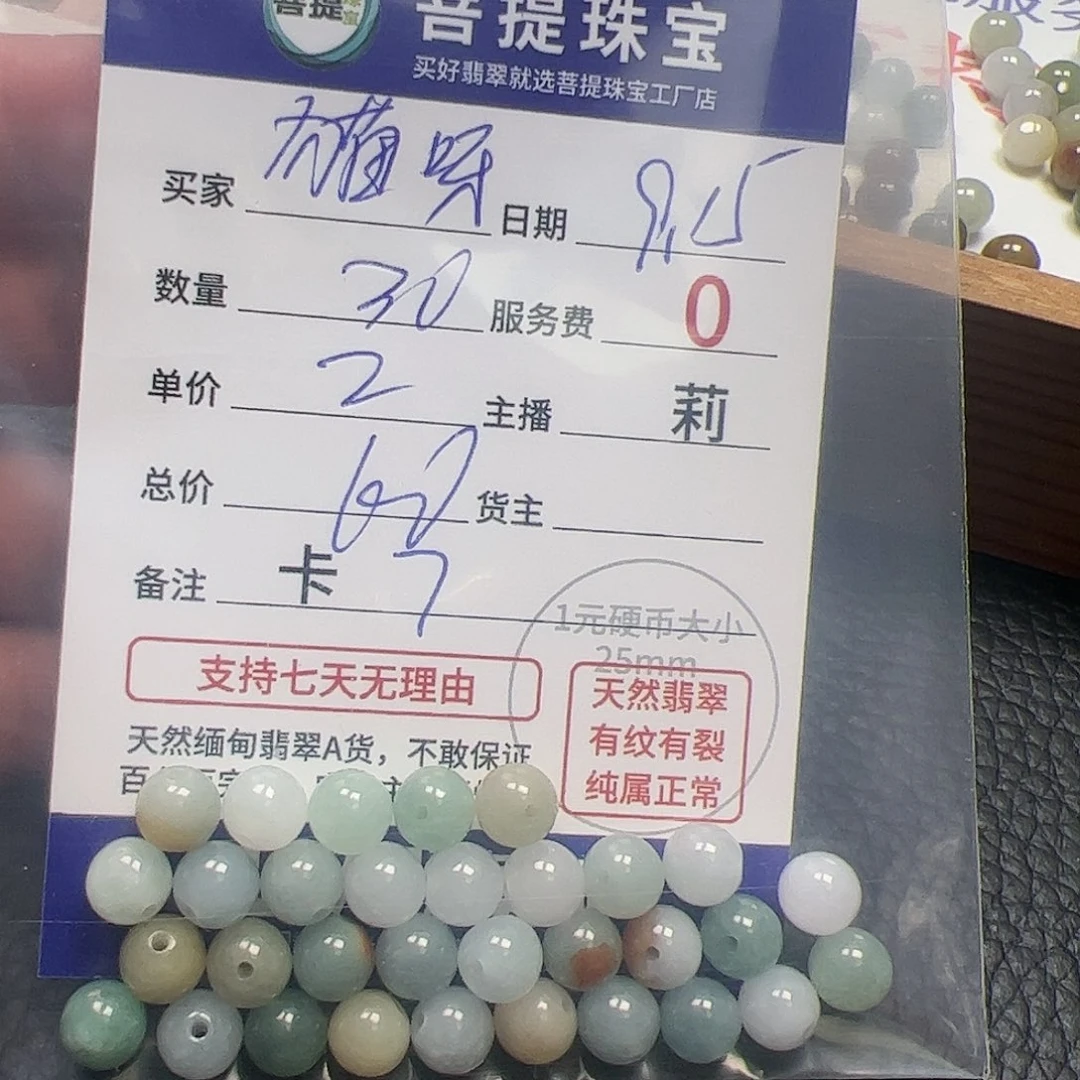 菩提
菩提珠宝
买好翡翠就选菩提珠宝工厂店
买家 日期 9.15
数量 30 服务费 0
单价 2 主播 莉
总价 60 货主
备注 卡 7
1元硬币大小
25mm
支持七天无理由
天然翡翠
有纹有裂
纯属正常
天然缅甸翡翠A货，不敢保证